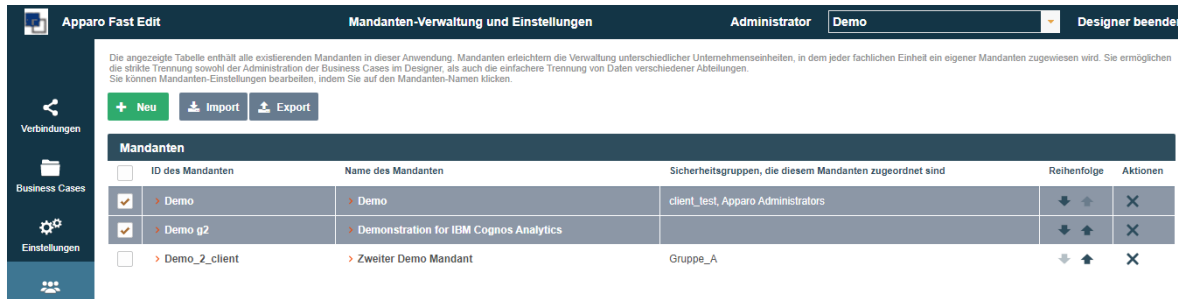 Apparo Fast Edit Mandanten-Verwaltung und Einstellungen Administrator Demo Designer beenden
Die angezeigte Tabelle enthält alle existierenden Mandanten in dieser Anwendung. Mandanten erleichtern die Verwaltung unterschiedlicher Unternehmenseinheiten, in dem jeder fachlichen Einheit ein eigener Mandanten zugewiesen wird. Sie ermöglichen
die strikte Trennung sowohl der Administration der Business Cases im Designer, als auch die einfachere Trennung von Daten verschiedener Abteilungen.
Sie können Mandanten-Einstellungen bearbeiten, indem Sie auf den Mandanten-Namen klicken.
Neu Import Export
Verbindungen
Business Cases
Einstellungen
Mandanten
ID des Mandanten Name des Mandanten Sicherheitsgruppen, die diesem Mandanten zugeordnet sind Reihenfolge Aktionen
Demo Demo client_test, Apparo Administrators
Demo g2 Demonstration for IBM Cognos Analytics
Demo_2_client Zweiter Demo Mandant Gruppe_A